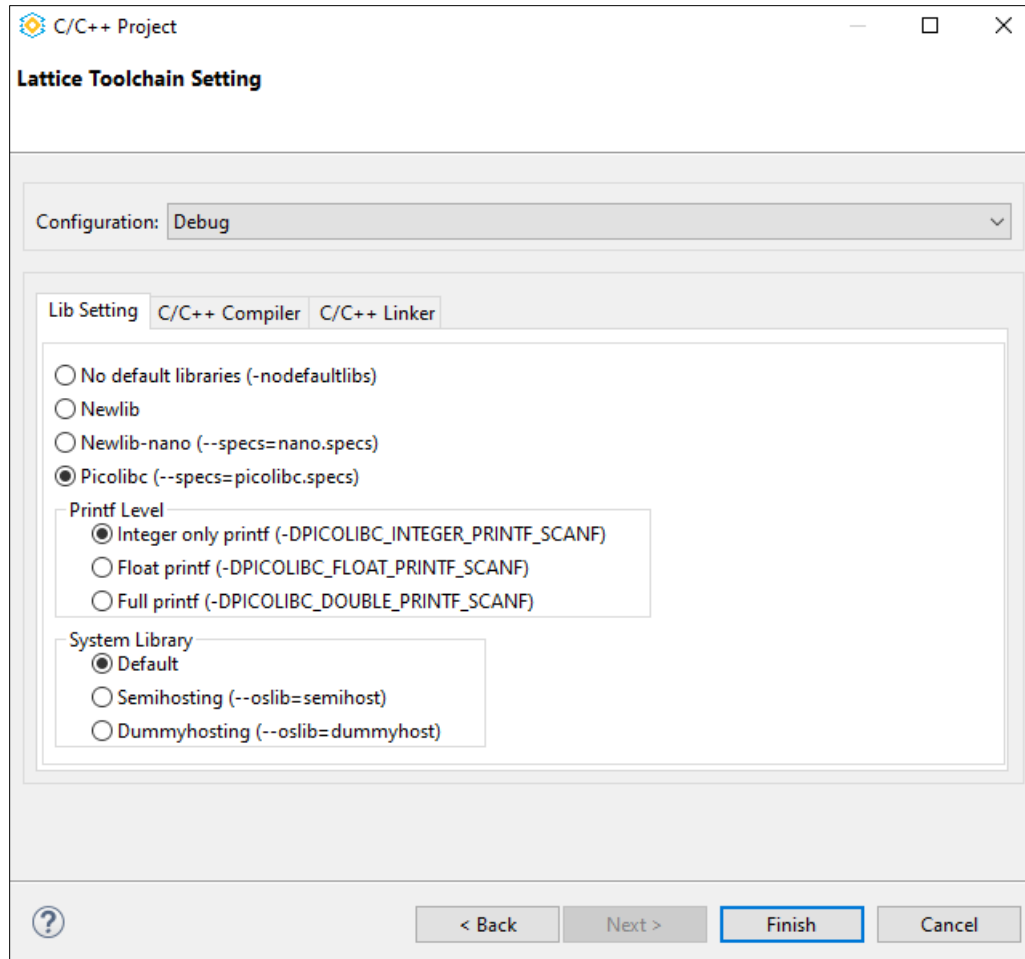 C/C++ Project
Lattice Toolchain Setting
Configuration: Debug
Lib Setting C/C++ Compiler C/C++ Linker
No default libraries (-nodefaultlibs)
Newlib
Newlib-nano (--specs=nano.specs)
Picolibc (--specs=picolibc.specs)
Printf Level
Integer only printf (-DPICOLIBC_INTEGER_PRINTF_SCANF)
Float printf (-DPICOLIBC_FLOAT_PRINTF_SCANF)
Full printf (-DPICOLIBC_DOUBLE_PRINTF_SCANF)
System Library
Default
Semihosting (--oslib=semihost)
Dummyhosting (--oslib=dummyhost)
? < Back Next > Finish Cancel